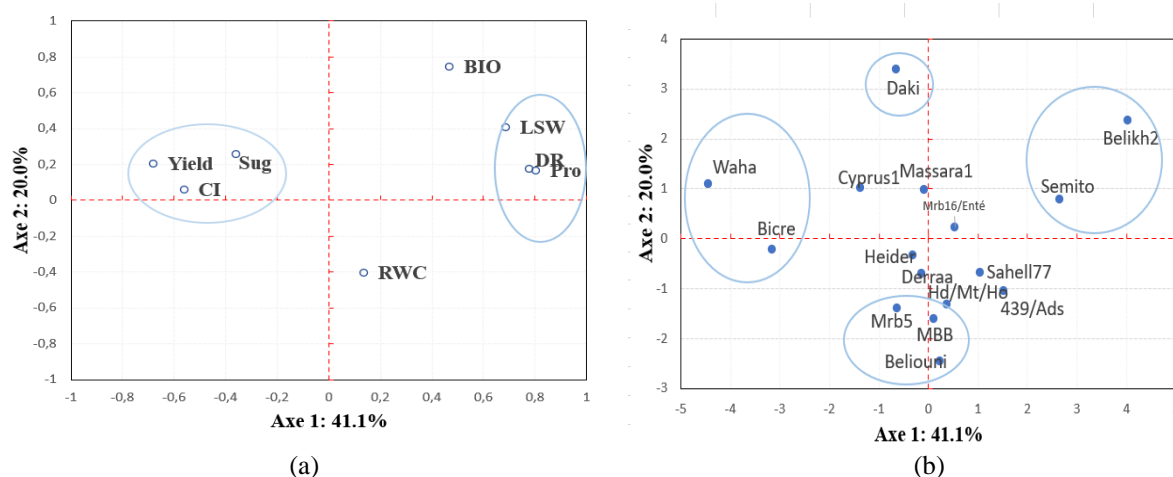 1
0,8
0,6
0,4
0,2
0
0,2
0,4
0,6
0,8
-1
Axe 2: 20.0%
BIO
LSW
DR
Pro
Yield
Sug
CI
RWC
-1 0,8 0,6 0,4 0,2 0 0,2 0,4 0,6 0,8 1
Axe 1: 41.1%
(a)
4
3
2
1
0
-1
-2
-3
Axe 2: 20.0%
Daki
Belikh2
Waha
Cyprus1
Massara1
Semito
Mrb16/Enté
Bicre
Heider
Derraa
Sahell77
Hd/Mt/Ho
439/Ads
Mrb5
MBB
Beliouni
-5 -4 -3 -2 -1 0 1 2 3 4 5
Axe 1: 41.1%
(b)